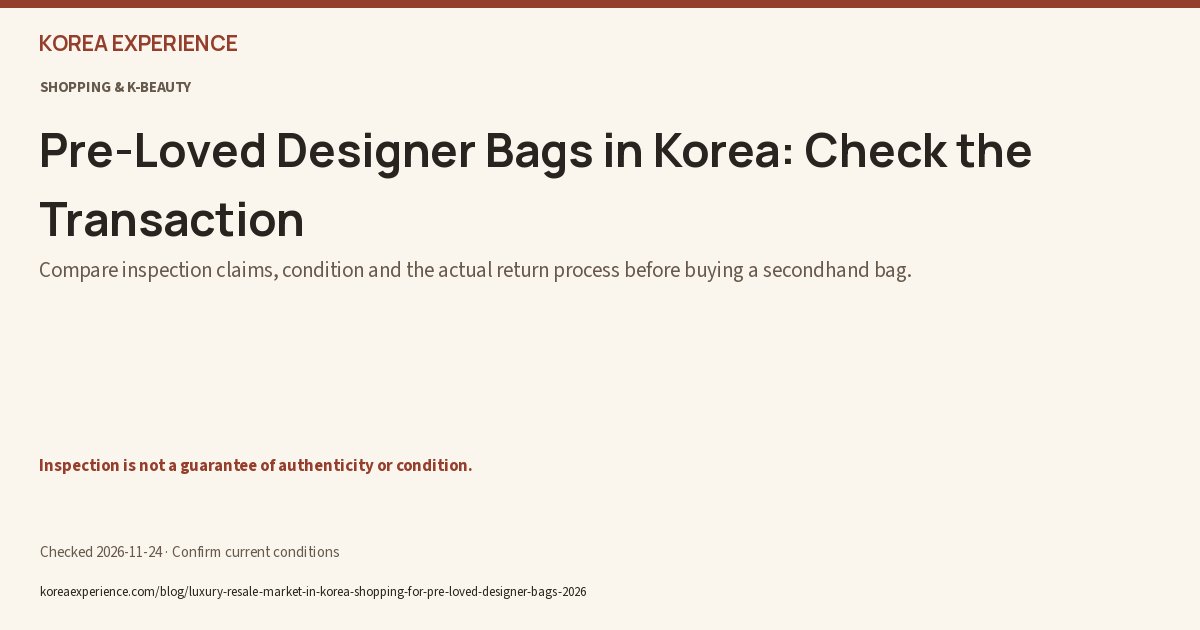 KOREA EXPERIENCE
SHOPPING & K-BEAUTY
Pre-Loved Designer Bags in Korea: Check the
Transaction
Compare inspection claims, condition and the actual return process before buying a secondhand bag.
Inspection is not a guarantee of authenticity or condition.
Checked 2026-11-24 · Confirm current conditions
koreaexperience.com/blog/luxury-resale-market-in-korea-shopping-for-pre-loved-designer-bags-2026